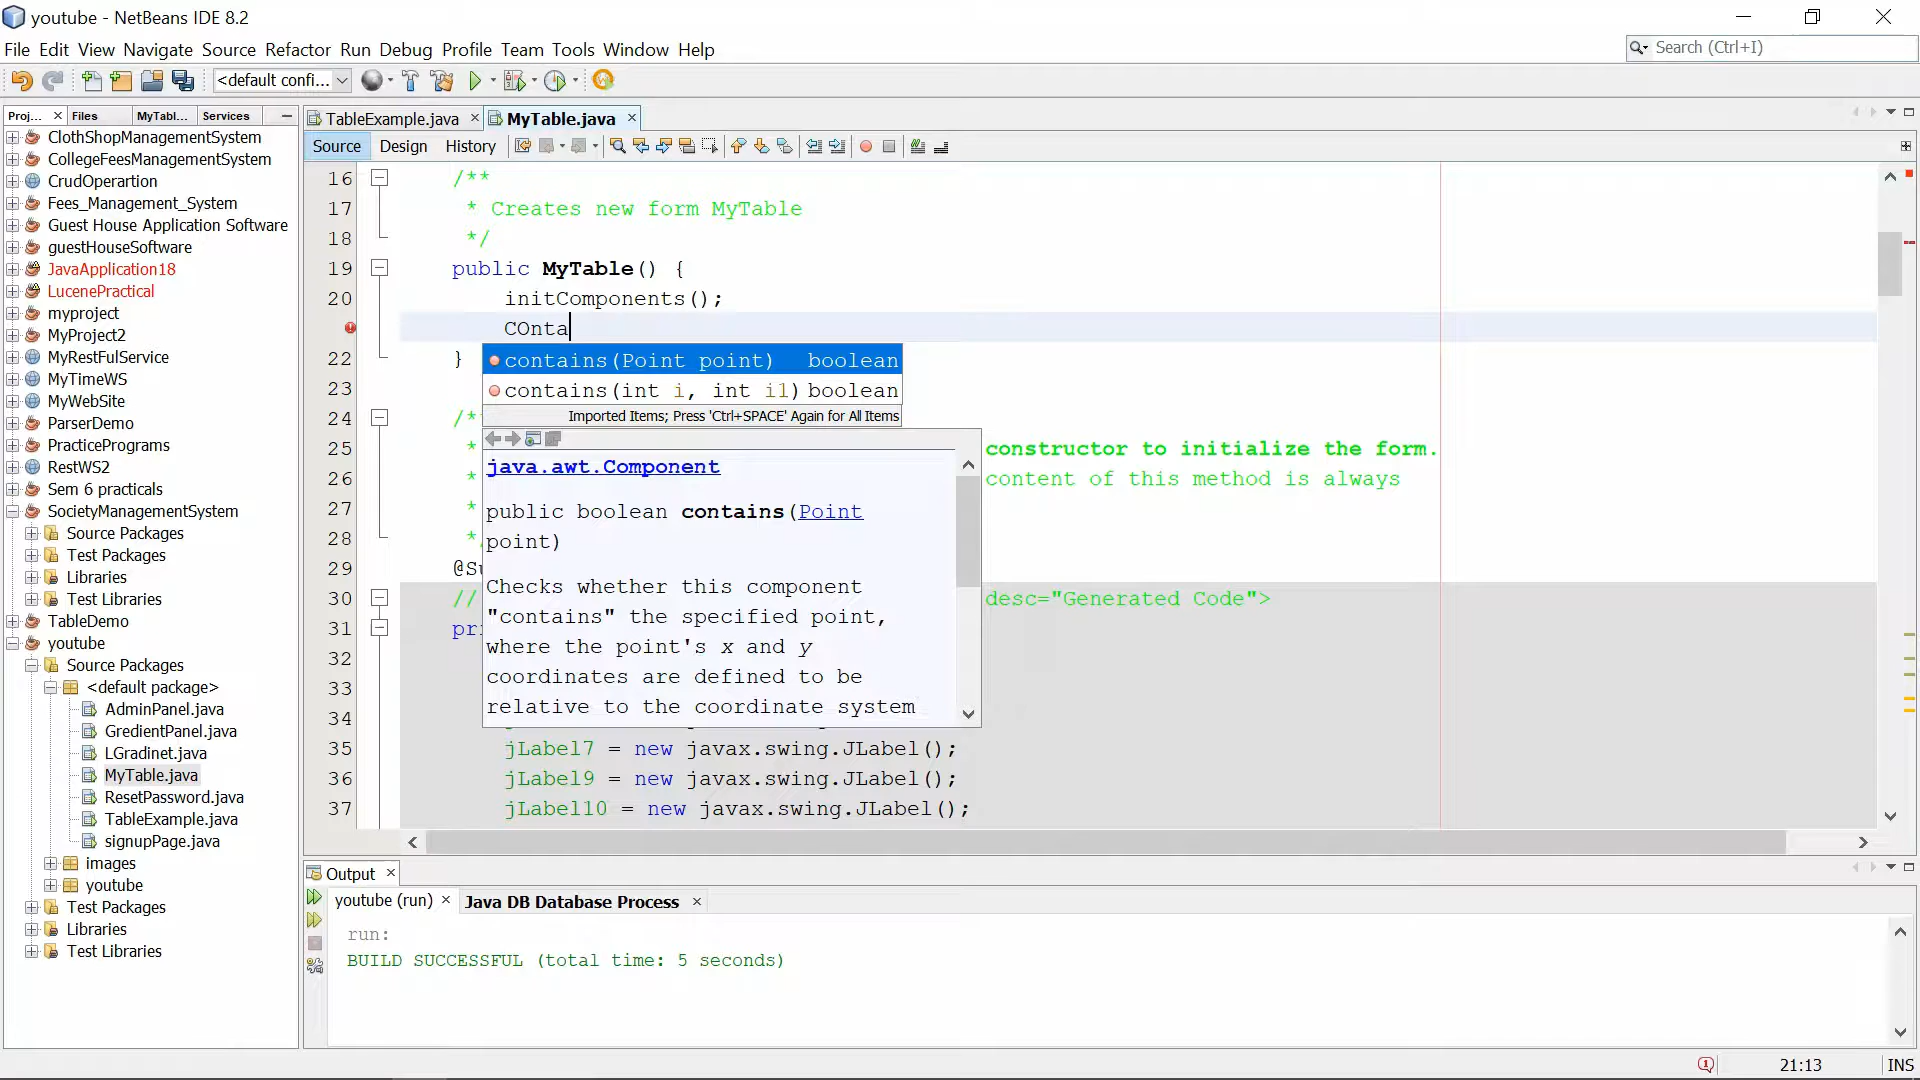 youtube - NetBeans IDE 8.2
File Edit View Navigate Source Refactor Run Debug Profile Team Tools Window Help
Search (Ctrl+I)
<default confi...
Proj... Files MyTabl... Services
TableExample.java MyTable.java
Source Design History
ClothShopManagementSystem
CollegeFeesManagementSystem
CrudOperartion
Fees_Management_System
Guest House Application Software
guestHouseSoftware
JavaApplication18
LucenePractical
myproject
MyProject2
MyRestFulService
MyTimeWS
MyWebSite
ParserDemo
PracticePrograms
RestWS2
Sem 6 practicals
SocietyManagementSystem
Source Packages
Test Packages
Libraries
Test Libraries
TableDemo
youtube
Source Packages
<default package>
AdminPanel.java
GredientPanel.java
LGradinet.java
MyTable.java
ResetPassword.java
TableExample.java
signupPage.java
images
youtube
Test Packages
Libraries
Test Libraries
16 /**
17 * Creates new form MyTable
18 */
19 public MyTable() {
20 initComponents();
COnta
22 }
23
24 /*
25 * constructor to initialize the form.
26 * content of this method is always
27 *
28 *
29 @Su
30 // desc="Generated Code">
31 pri
32
33
34
35 jLabel7 = new javax.swing.JLabel();
36 jLabel9 = new javax.swing.JLabel();
37 jLabel10 = new javax.swing.JLabel();
contains(Point point) boolean
contains(int i, int i1) boolean
Imported Items; Press 'Ctrl+SPACE' Again for All Items
java.awt.Component
public boolean contains(Point
point)
Checks whether this component
"contains" the specified point,
where the point's x and y
coordinates are defined to be
relative to the coordinate system
Output
youtube (run) Java DB Database Process
run:
BUILD SUCCESSFUL (total time: 5 seconds)
1 21:13 INS